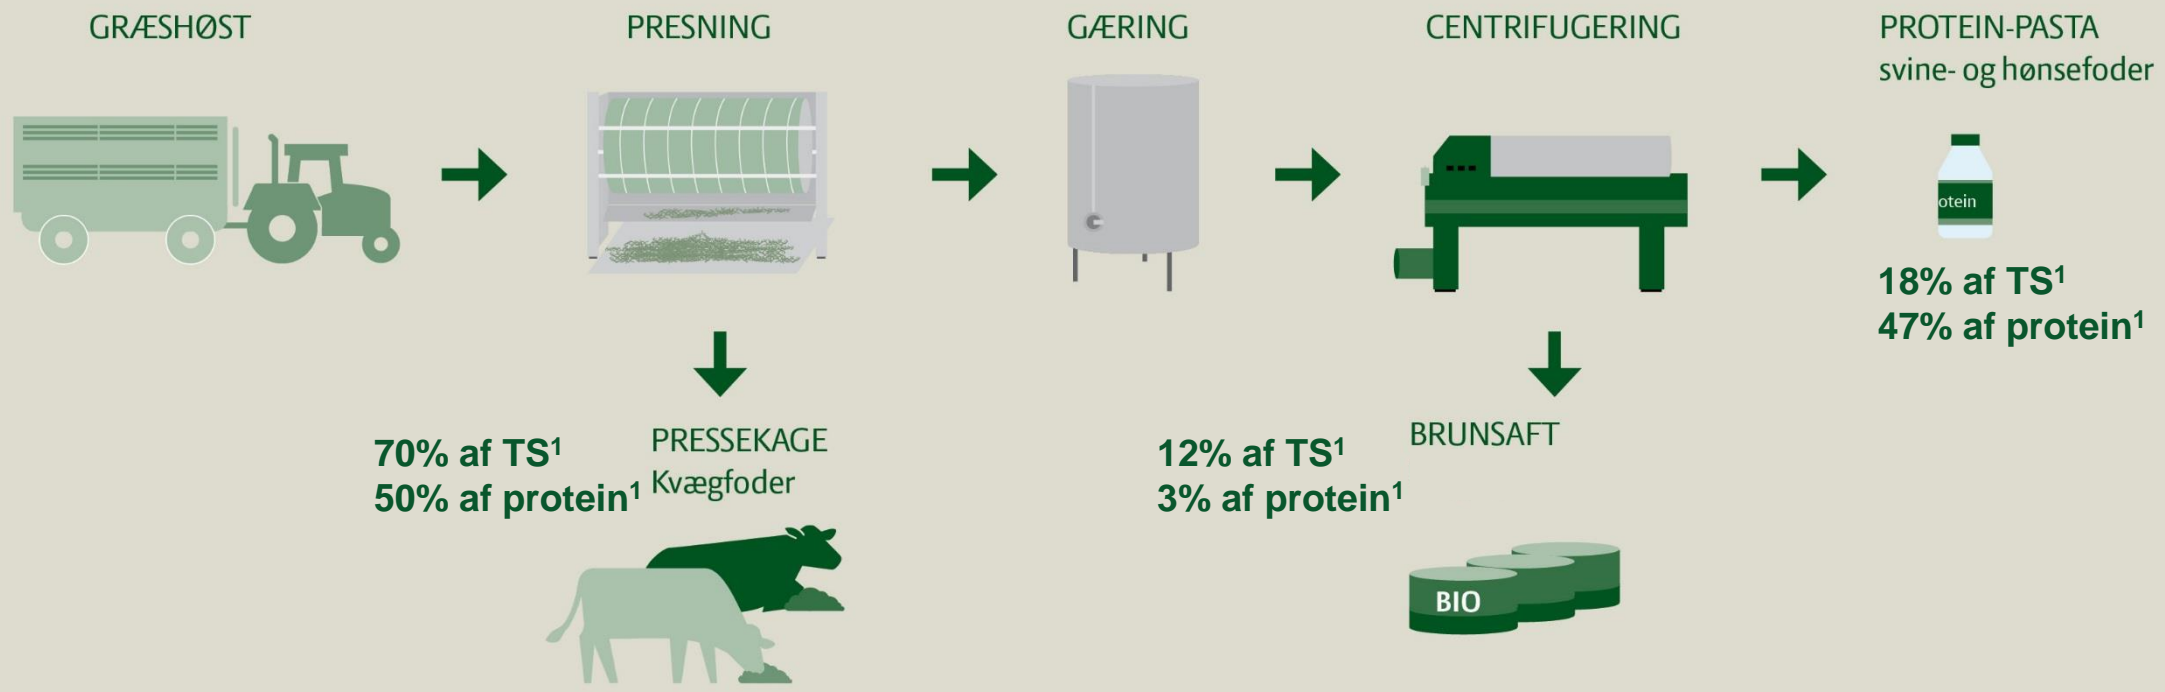 GRÆSHØST
PRESNING
GÆRING
CENTRIFUGERING
PROTEIN-PASTA
svine- og hønsefoder
otein
18% af TS¹
47% af protein¹
70% af TS¹
50% af protein¹
PRESSEKAGE
Kvægfoder
12% af TS¹
3% af protein¹
BRUNSAFT
BIO